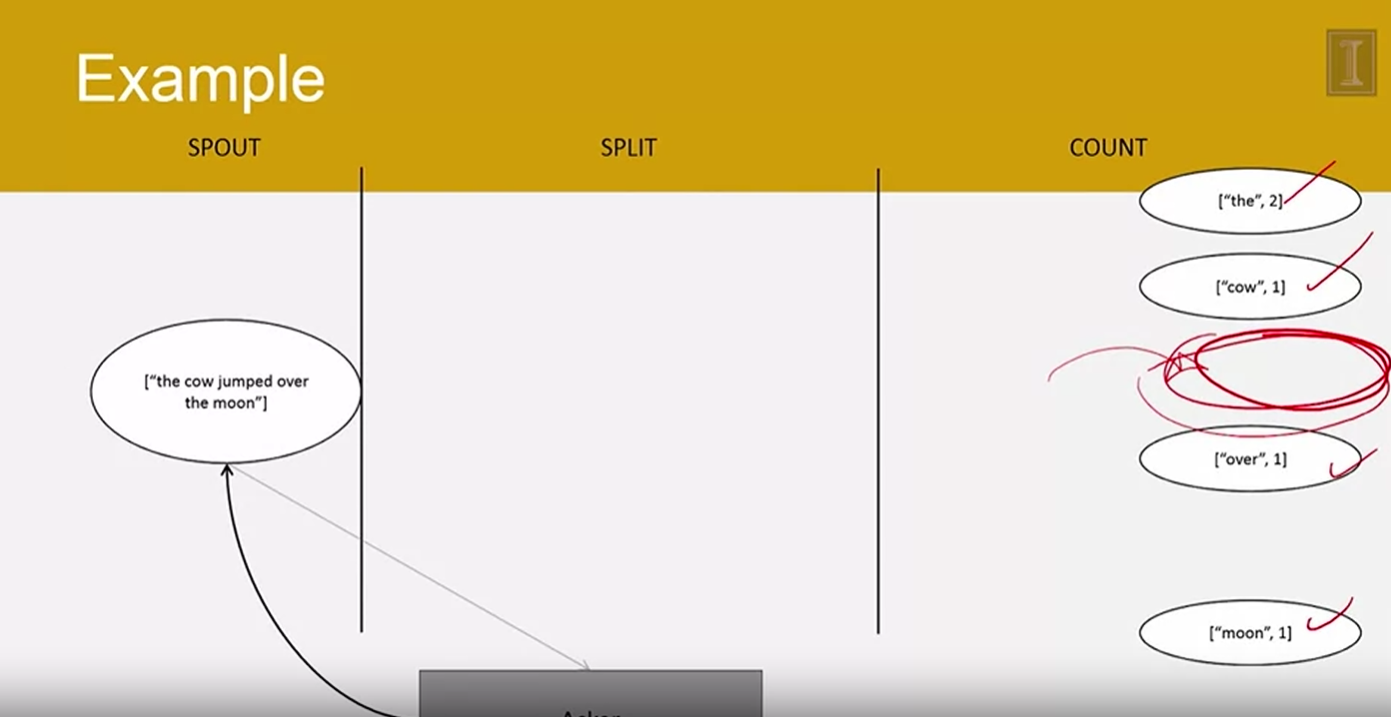 Example
SPOUT
SPLIT
COUNT
["the", 2]
["cow", 1]
["the cow jumped over
the moon"]
["over", 1]
["moon", 1]
Acker